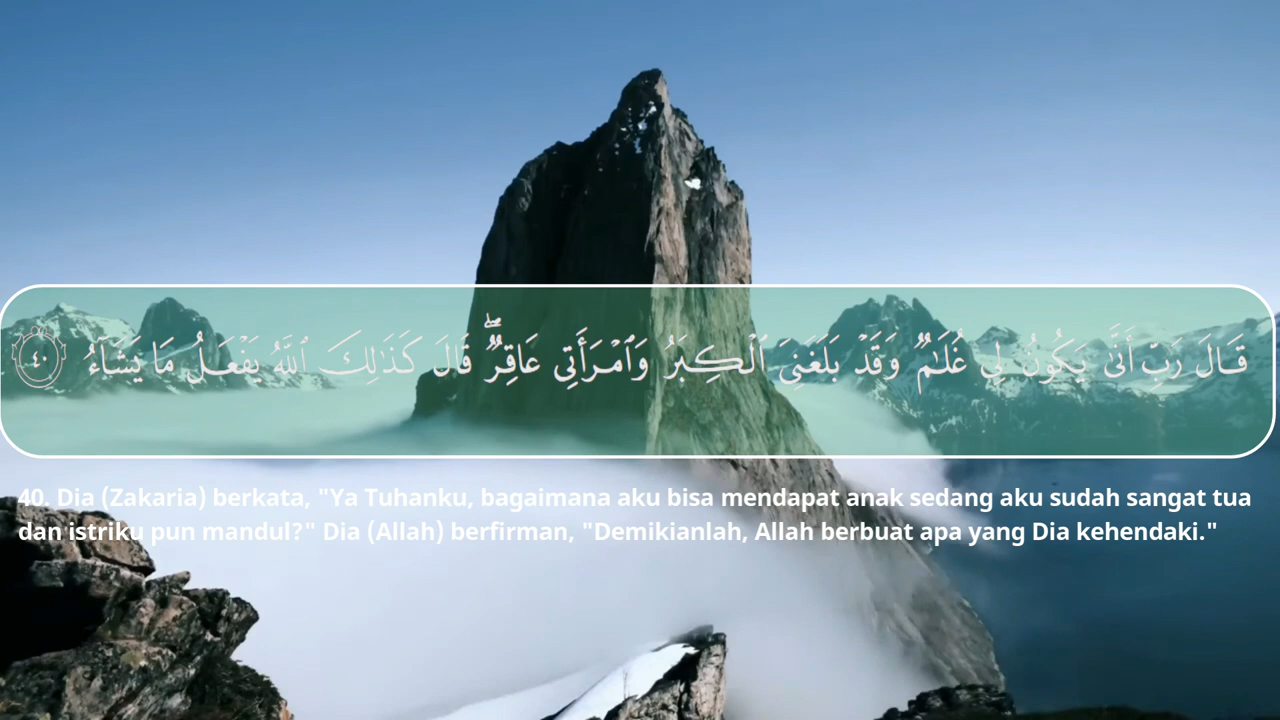 قَالَ رَبِّ أَنَّىٰ يَكُونُ لِي غُلَٰمٌ وَقَدْ بَلَغَنِيَ ٱلْكِبَرُ وَٱمْرَأَتِي عَاقِرٌ ۖ قَالَ كَذَٰلِكَ ٱللَّهُ يَفْعَلُ مَا يَشَآءُ ٤٠
40. Dia (Zakaria) berkata, "Ya Tuhanku, bagaimana aku bisa mendapat anak sedang aku sudah sangat tua
dan istriku pun mandul?" Dia (Allah) berfirman, "Demikianlah, Allah berbuat apa yang Dia kehendaki."